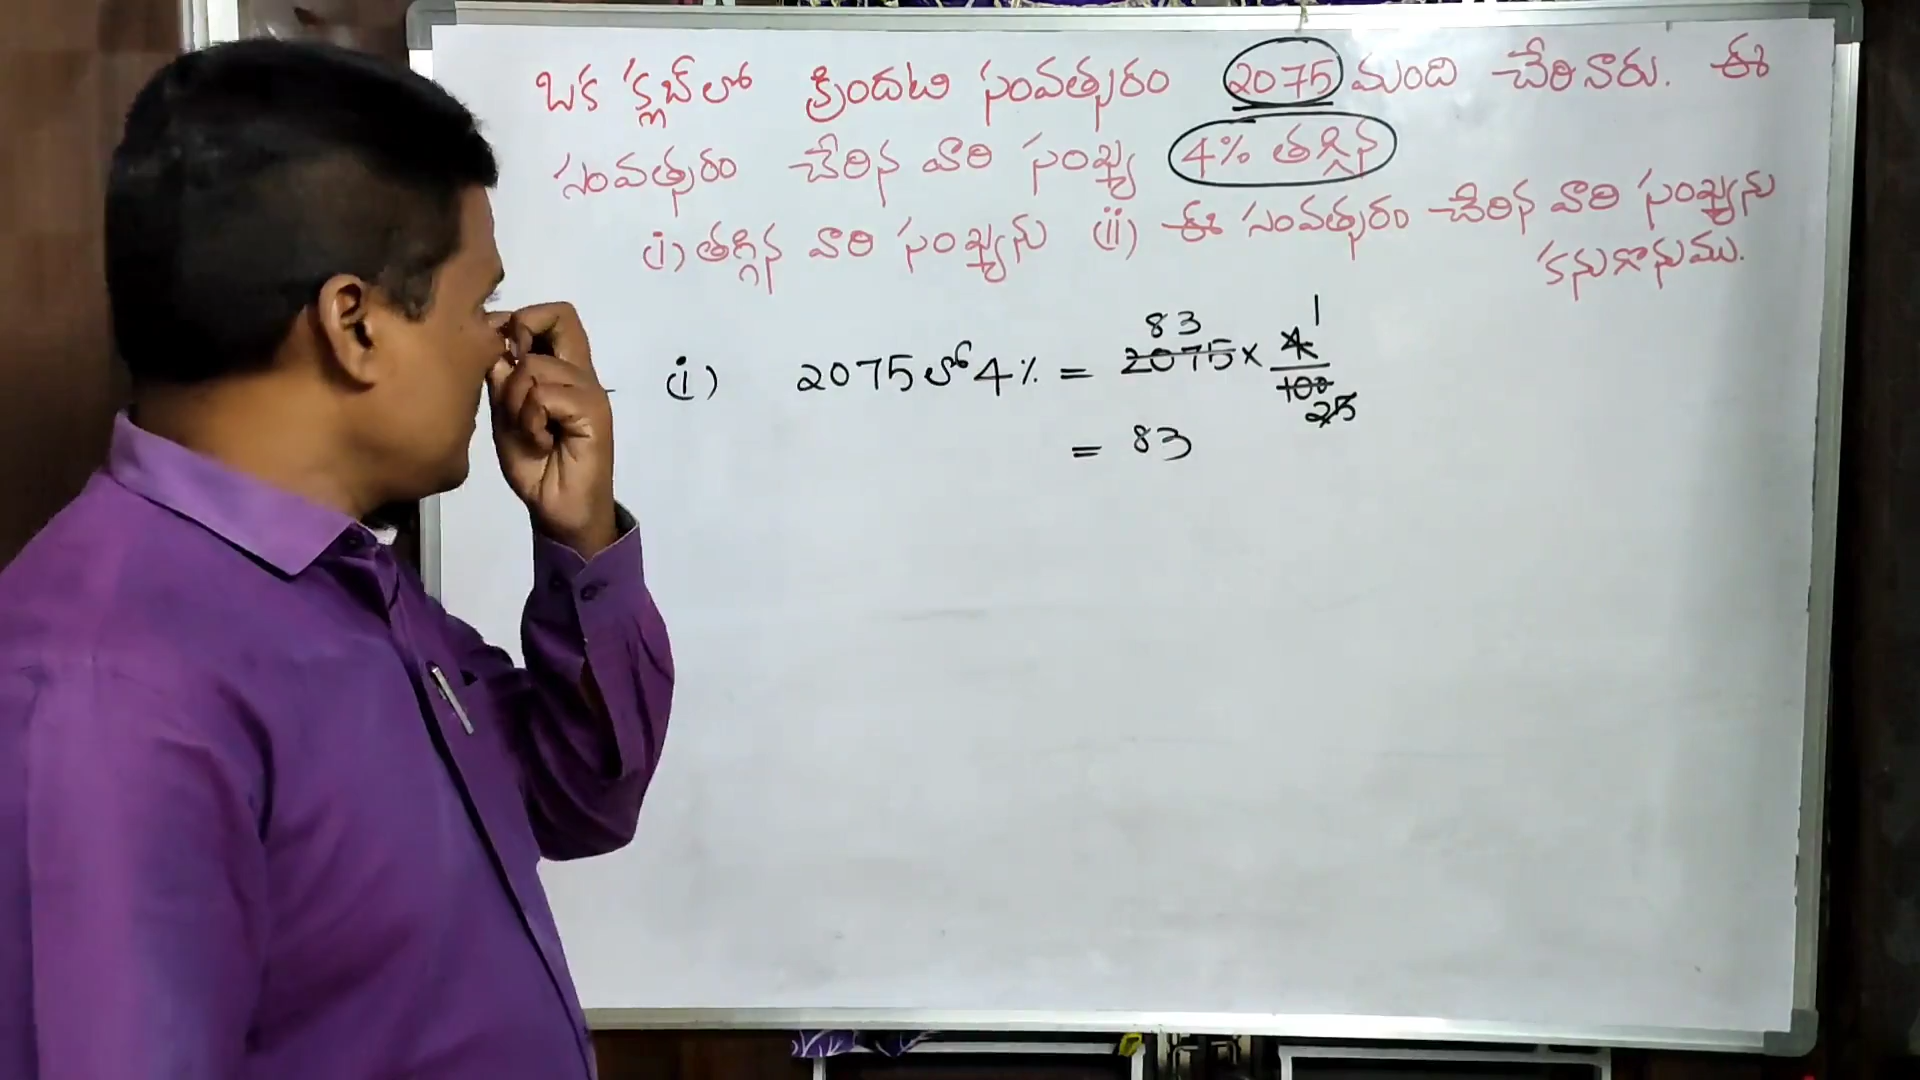 ఒక క్లబ్‌లో క్రిందటి సంవత్సరం 2075 మంది చేరినారు. ఈ
సంవత్సరం చేరిన వారి సంఖ్య 4% తగ్గిన
(i) తగ్గిన వారి సంఖ్యను (ii) ఈ సంవత్సరం చేరిన వారి సంఖ్యను
కనుగొనుము.
83 1
(i) 2075లో 4% = 2075 × 4/100
25
= 83